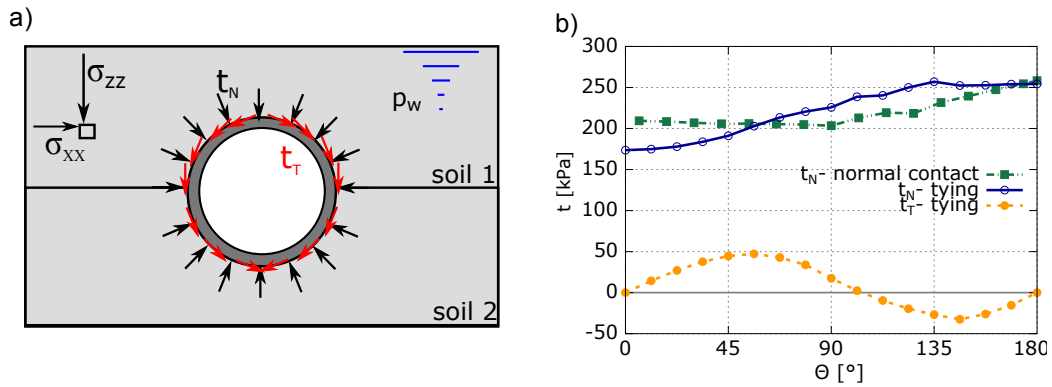 a)
σzz
σxx
tN
tT
pw
soil 1
soil 2
b)
300
250
200
150
100
50
0
-50
t [kPa]
tN- normal contact
tN- tying
tT- tying
0 45 90 135 180
Θ [°]